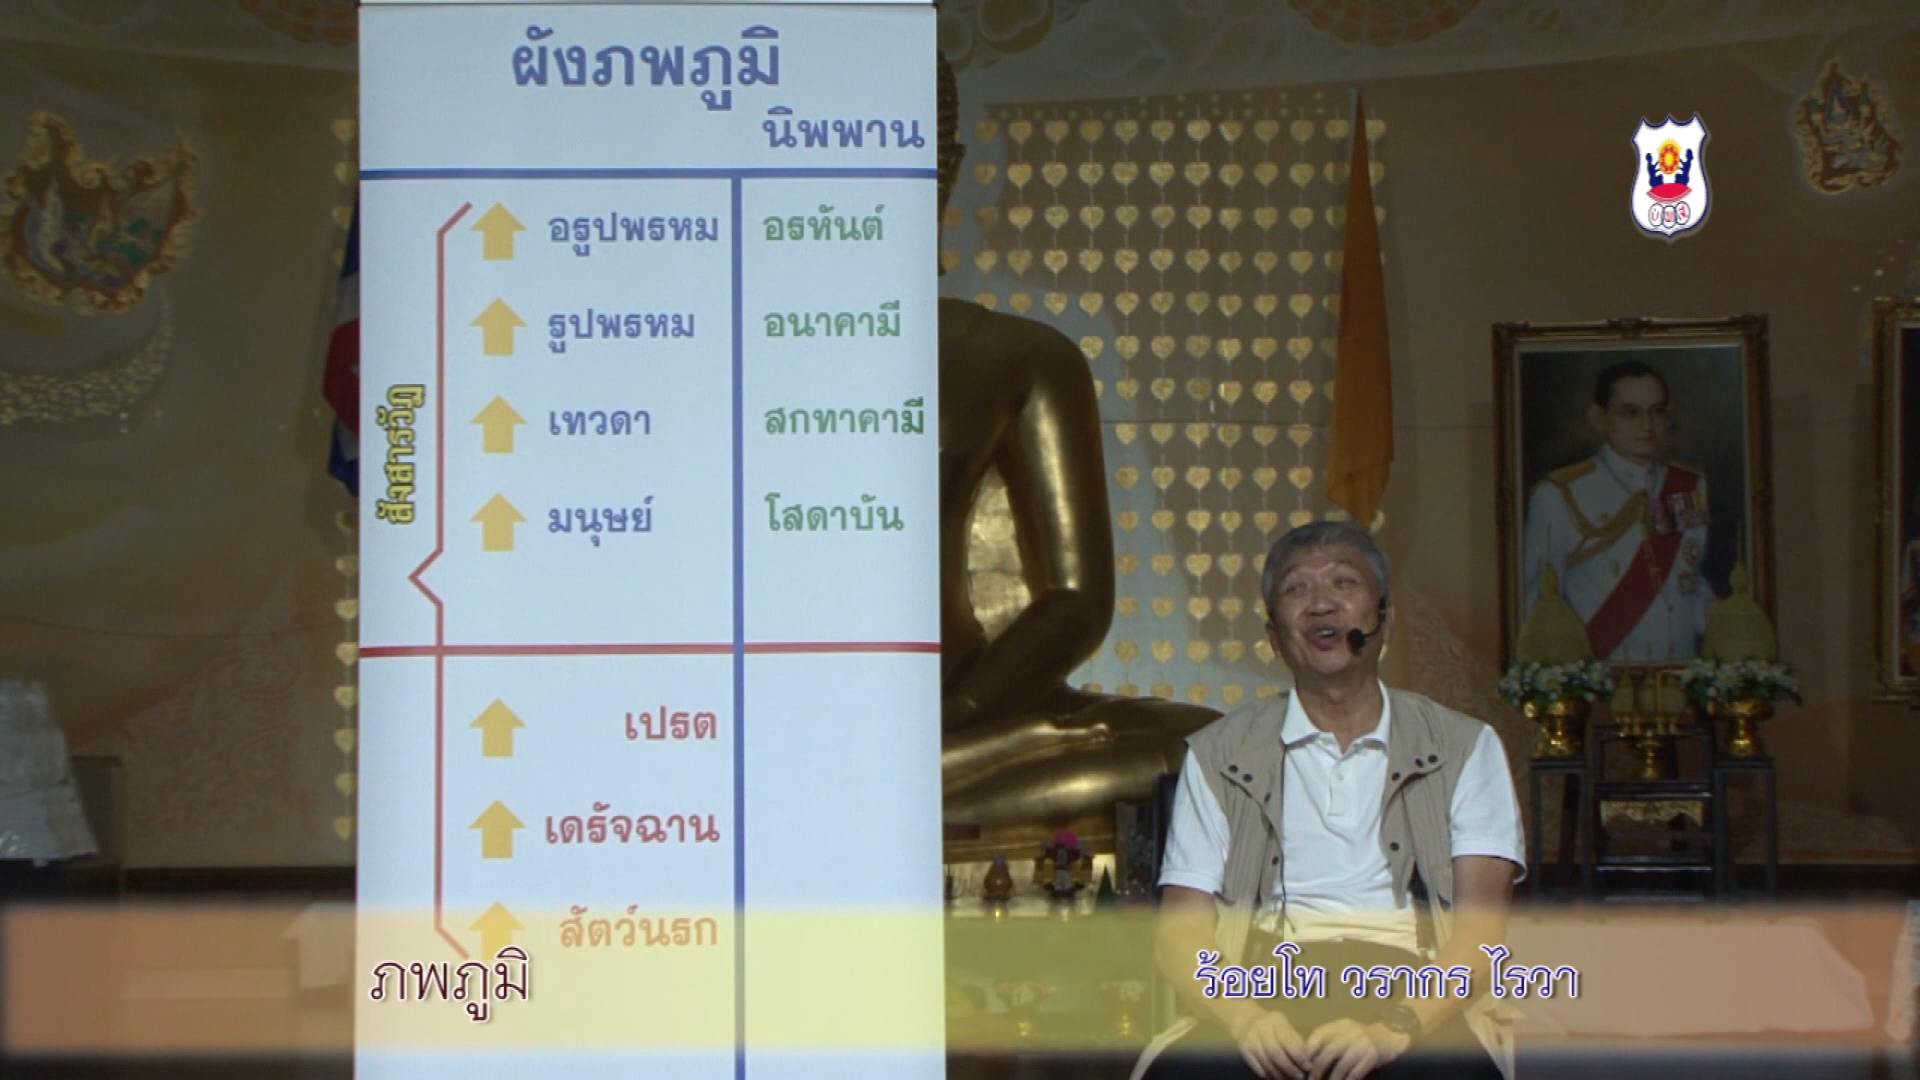 ผังภพภูมิ
นิพพาน
อรูปพรหม
อรหันต์
รูปพรหม
อนาคามี
เทวดา
สกทาคามี
มนุษย์
โสดาบัน
สังสารวัฏ
เปรต
เดรัจฉาน
สัตว์นรก
ภพภูมิ
ร้อยโท วรากร ไรวา